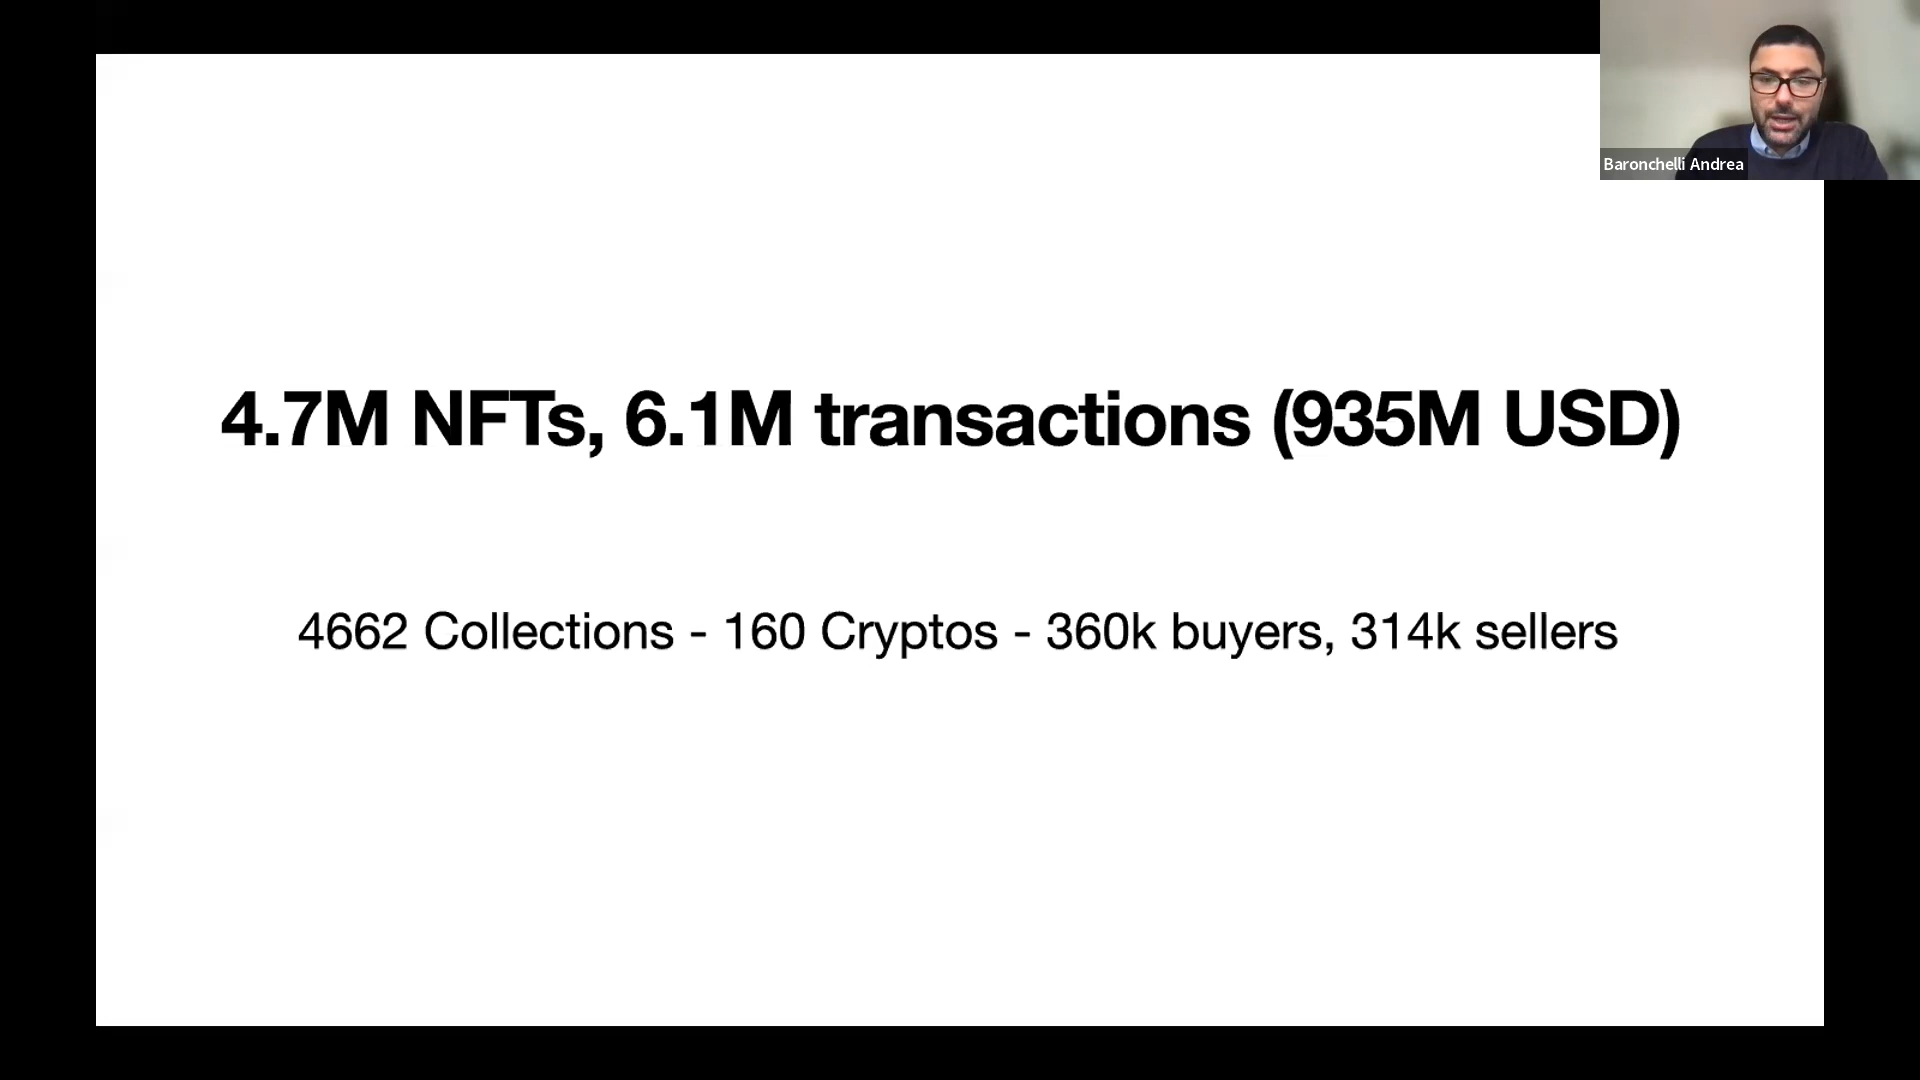 Baronchelli Andrea
4.7M NFTs, 6.1M transactions (935M USD)
4662 Collections - 160 Cryptos - 360k buyers, 314k sellers